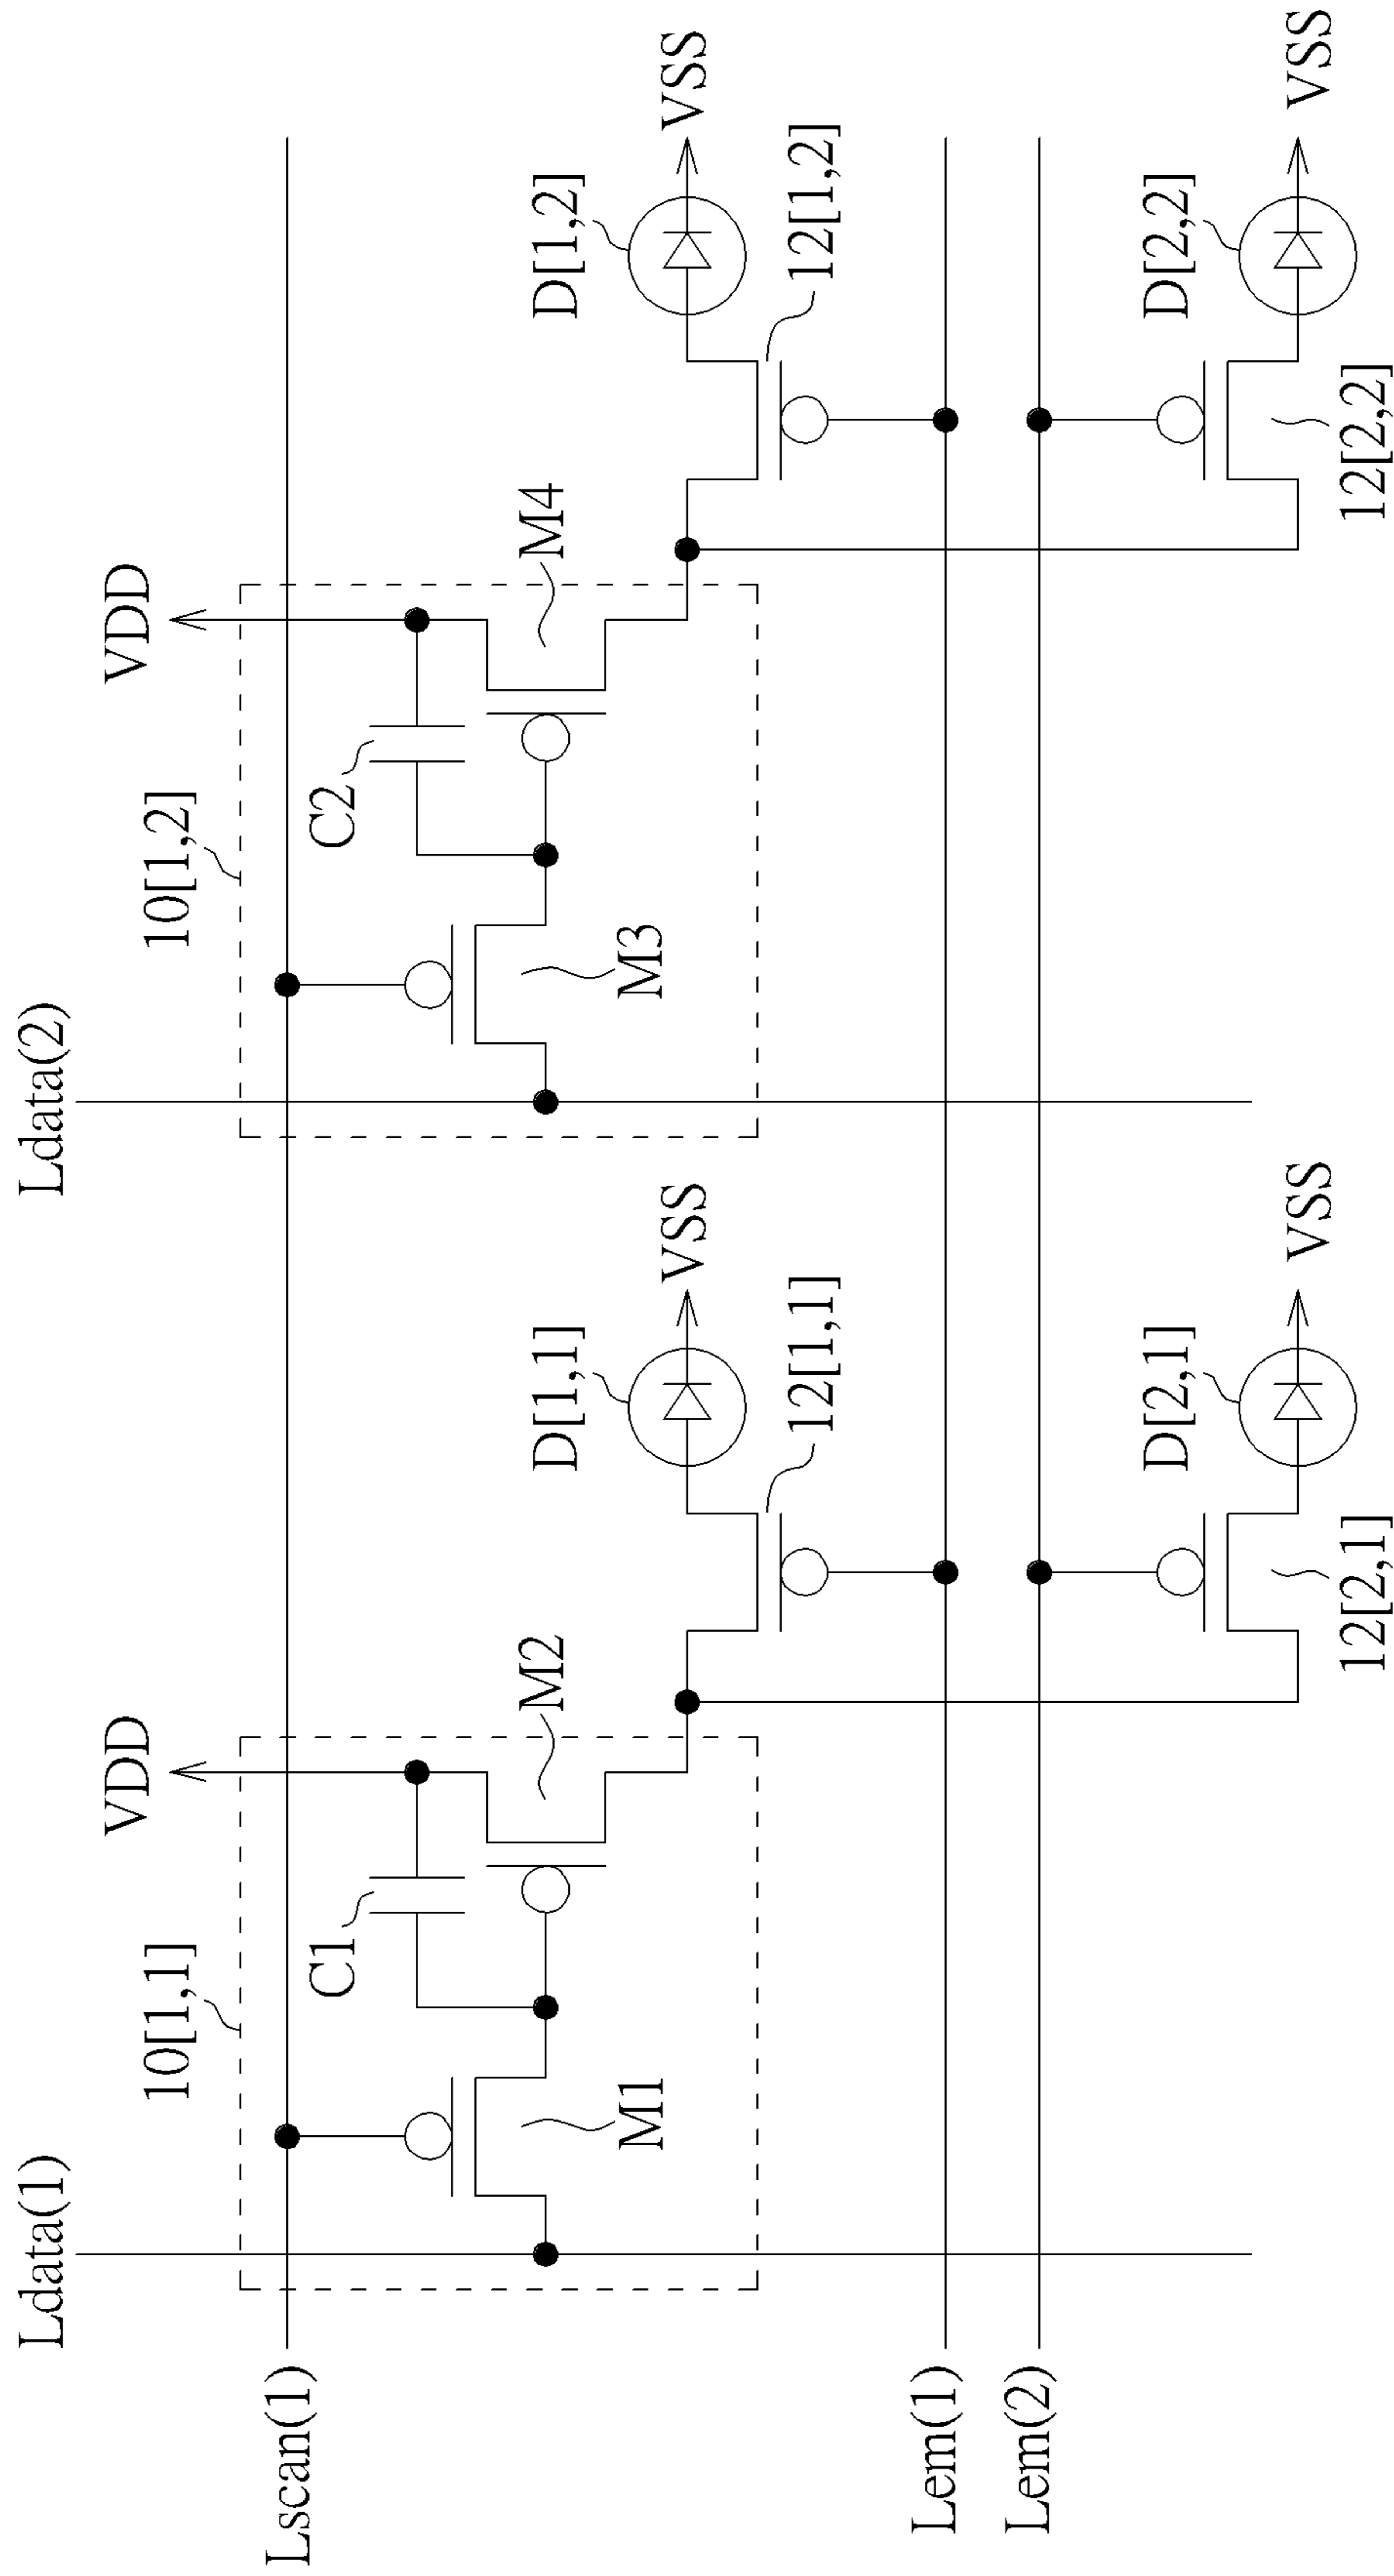 Ldata(1)
Ldata(2)
10[1,1]
VDD
10[1,2]
VDD
Lscan(1)
C1
C2
M2
D[1,1]
M4
D[1,2]
M1
VSS
M3
VSS
12[1,1]
12[1,2]
Lem(1)
Lem(2)
D[2,1]
D[2,2]
VSS
VSS
12[2,1]
12[2,2]